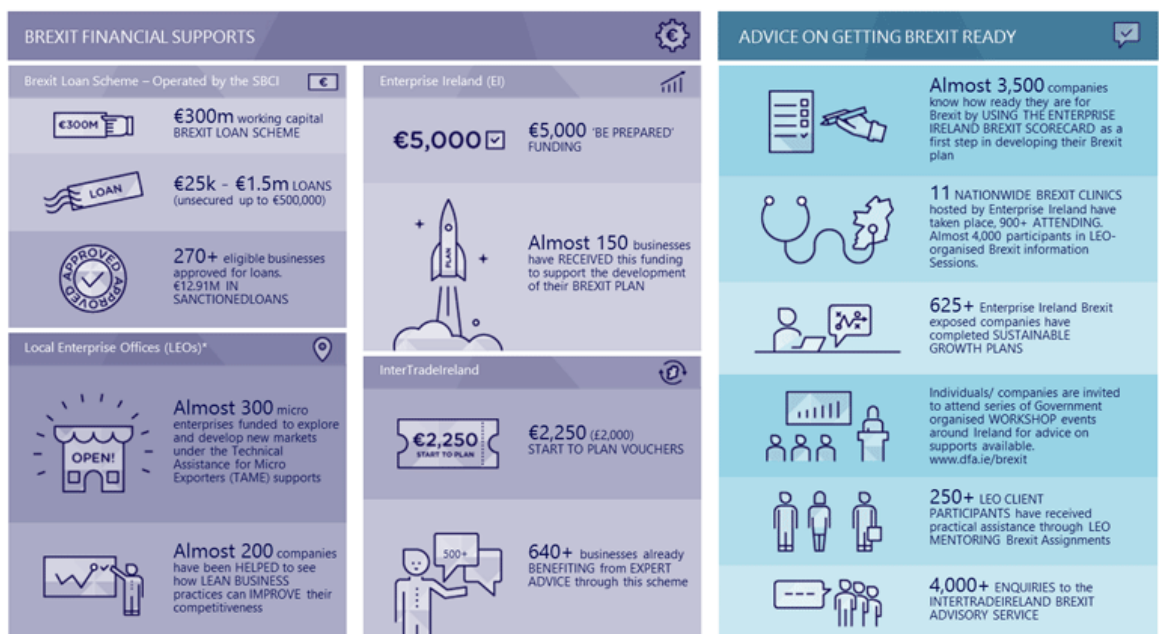 BREXIT FINANCIAL SUPPORTS
€
Brexit Loan Scheme – Operated by the SBCI
€
€300M
€300m working capital
BREXIT LOAN SCHEME
LOAN
€25k - €1.5m LOANS
(unsecured up to €500,000)
APPROVED APPROVED
270+ eligible businesses
approved for loans.
€12.91M IN
SANCTIONEDLOANS
Local Enterprise Offices (LEOs)*
OPEN!
Almost 300 micro
enterprises funded to explore
and develop new markets
under the Technical
Assistance for Micro
Exporters (TAME) supports
Almost 200 companies
have been HELPED to see
how LEAN BUSINESS
practices can IMPROVE their
competitiveness
Enterprise Ireland (EI)
€5,000
€5,000 'BE PREPARED'
FUNDING
PLAN
Almost 150 businesses
have RECEIVED this funding
to support the development
of their BREXIT PLAN
InterTradeIreland
€2,250
START TO PLAN
€2,250 (£2,000)
START TO PLAN VOUCHERS
500+
640+ businesses already
BENEFITING from EXPERT
ADVICE through this scheme
ADVICE ON GETTING BREXIT READY
Almost 3,500 companies
know how ready they are for
Brexit by USING THE ENTERPRISE
IRELAND BREXIT SCORECARD as a
first step in developing their Brexit
plan
11 NATIONWIDE BREXIT CLINICS
hosted by Enterprise Ireland have
taken place, 900+ ATTENDING.
Almost 4,000 participants in LEO-
organised Brexit information
Sessions.
625+ Enterprise Ireland Brexit
exposed companies have
completed SUSTAINABLE
GROWTH PLANS
Individuals/ companies are invited
to attend series of Government
organised WORKSHOP events
around Ireland for advice on
supports available.
www.dfa.ie/brexit
250+ LEO CLIENT
PARTICIPANTS have received
practical assistance through LEO
MENTORING Brexit Assignments
4,000+ ENQUIRIES to the
INTERTRADEIRELAND BREXIT
ADVISORY SERVICE